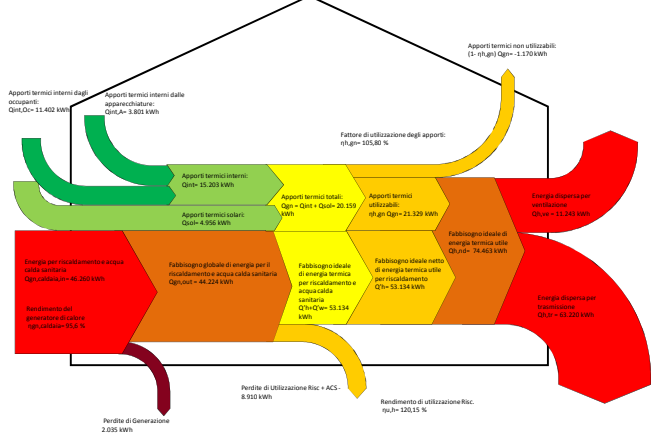 Apporti termici non utilizzabili:
(1- ηh,gn) Qgn= -1.170 kWh
Apporti termici interni dagli
occupanti:
Qint,Oc= 11.402 kWh
Apporti termici interni dalle
apparecchiature:
Qint,A= 3.801 kWh
Fattore di utilizzazione degli apporti:
ηh,gn= 105,80 %
Apporti termici interni:
Qint= 15.203 kWh
Apporti termici solari:
Qsol= 4.956 kWh
Apporti termici totali:
Qgn = Qint + Qsol= 20.159
kWh
Apporti termici
utilizzabili:
ηh,gn Qgn= 21.329 kWh
Energia dispersa per
ventilazione
Qh,ve = 11.243 kWh
Fabbisogno ideale di
energia termica utile
Qh,nd= 74.463 kWh
Energia per riscaldamento e acqua
calda sanitaria
Qgn,caldaia,in= 46.260 kWh
Rendimento del
generatore di calore
ηgn,caldaia= 95,6 %
Fabbisogno globale di energia per il
riscaldamento e acqua calda sanitaria
Qgn,out = 44.224 kWh
Fabbisogno ideale
di energia termica
per riscaldamento e
acqua calda
sanitaria
Q'h+Q'w= 53.134
kWh
Fabbisogno ideale netto
di energia termica utile
per riscaldamento
Q'h= 53.134 kWh
Energia dispersa per
trasmissione
Qh,tr = 63.220 kWh
Perdite di Utilizzazione Risc + ACS -
8.910 kWh
Rendimento di utilizzazione Risc.
ηu,h= 120,15 %
Perdite di Generazione
2.035 kWh